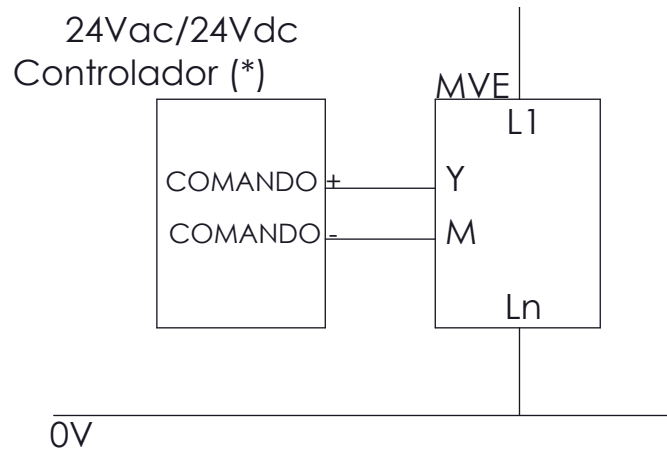 24Vac/24Vdc
Controlador (*)
MVE
L1
COMANDO +
Y
COMANDO -
M
Ln
0V